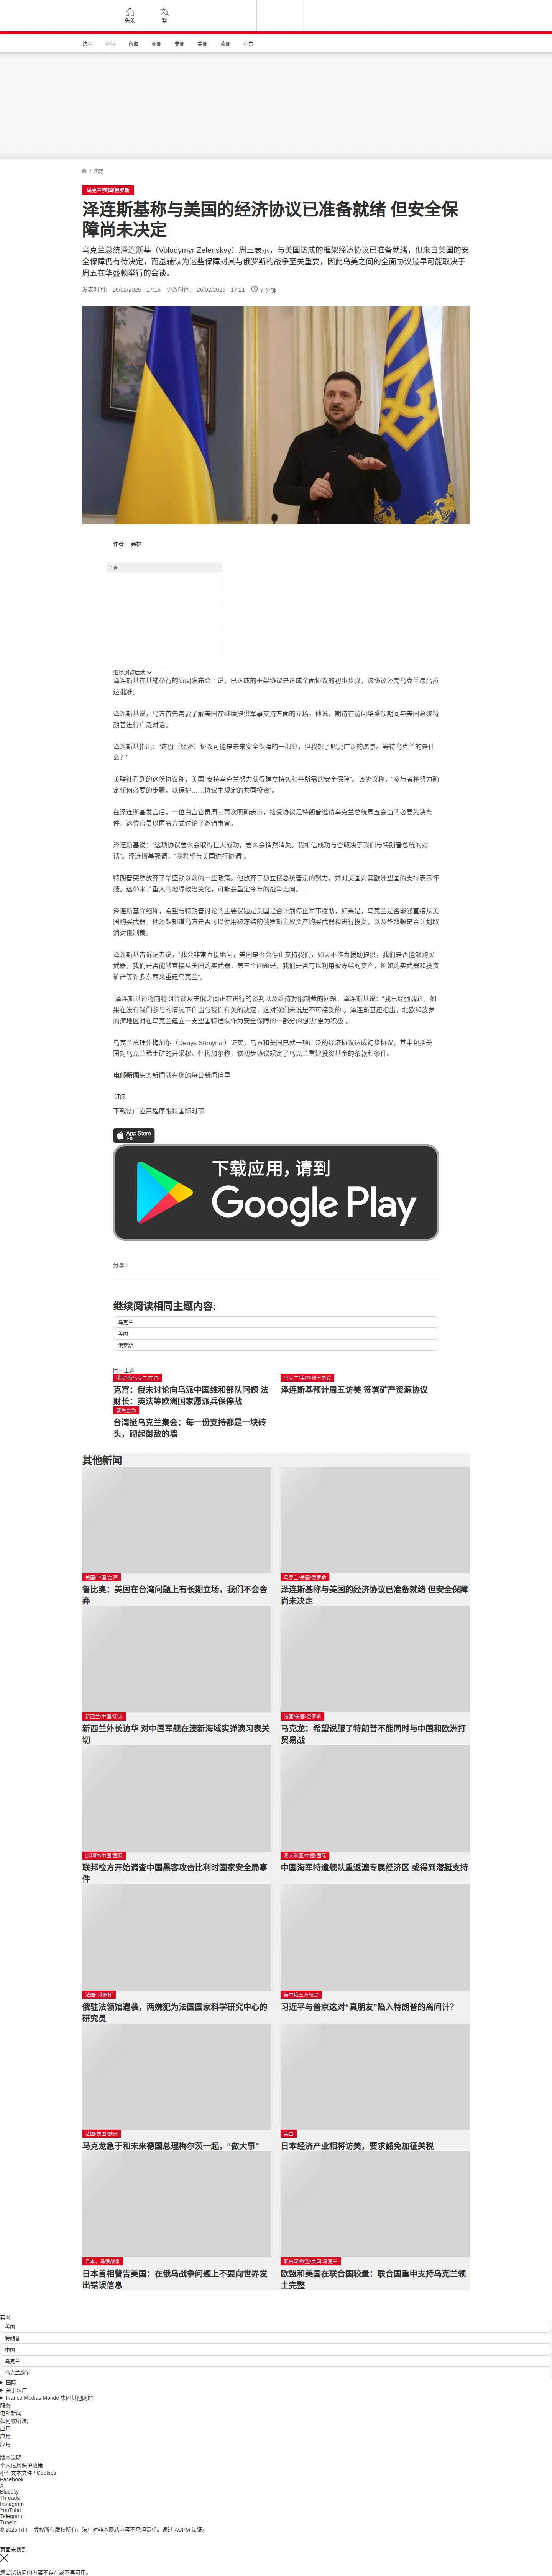 头条
繁
法国
中国
台海
亚洲
非洲
美洲
欧洲
中东
/ 国际
乌克兰/美国/俄罗斯
泽连斯基称与美国的经济协议已准备就绪 但安全保
障尚未决定
乌克兰总统泽连斯基（Volodymyr Zelenskyy）周三表示，与美国达成的框架经济协议已准备就绪，但来自美国的安
全保障仍有待决定，而基辅认为这些保障对其与俄罗斯的战争至关重要，因此乌美之间的全面协议最早可能取决于
周五在华盛顿举行的会谈。
发表时间： 26/02/2025 - 17:16 更改时间： 26/02/2025 - 17:21 7 分钟
作者： 弗林
广告
继续浏览后续
泽连斯基在基辅举行的新闻发布会上说，已达成的框架协议是达成全面协议的初步步骤，该协议还需乌克兰最高拉
达批准。
泽连斯基说，乌方首先需要了解美国在继续提供军事支持方面的立场。他说，期待在访问华盛顿期间与美国总统特
朗普进行广泛对话。
泽连斯基指出：“这份（经济）协议可能是未来安全保障的一部分，但我想了解更广泛的愿景。等待乌克兰的是什
么？”
美联社看到的这份协议称，美国“支持乌克兰努力获得建立持久和平所需的安全保障”。该协议称，“参与者将努力确
定任何必要的步骤，以保护……协议中规定的共同投资”。
在泽连斯基发言后，一位白宫官员周三再次明确表示，接受协议是特朗普邀请乌克兰总统周五会面的必要先决条
件。这位官员以匿名方式讨论了邀请事宜。
泽连斯基说：“这项协议要么会取得巨大成功，要么会悄然消失。我相信成功与否取决于我们与特朗普总统的对
话”。泽连斯基强调，“我希望与美国进行协调”。
特朗普突然放弃了华盛顿以前的一些政策。他放弃了孤立俄总统普京的努力，并对美国对其欧洲盟国的支持表示怀
疑。这带来了重大的地缘政治变化，可能会重定今年的战争走向。
泽连斯基介绍称，希望与特朗普讨论的主要议题是美国是否计划停止军事援助，如果是，乌克兰是否能够直接从美
国购买武器。他还想知道乌方是否可以使用被冻结的俄罗斯主权资产购买武器和进行投资，以及华盛顿是否计划取
消对俄制裁。
泽连斯基告诉记者说，“我会非常直接地问，美国是否会停止支持我们，如果不作为援助提供，我们是否能够购买
武器，我们是否能够直接从美国购买武器。第三个问题是，我们是否可以利用被冻结的资产，例如购买武器和投资
矿产等许多东西来重建乌克兰”。
泽连斯基还将向特朗普谈及美俄之间正在进行的谈判以及维持对俄制裁的问题。泽连斯基说：“我已经强调过，如
果在没有我们参与的情况下作出与我们有关的决定，这对我们来说是不可接受的”。泽连斯基还指出，北欧和波罗
的海地区对在乌克兰建立一支盟国特遣队作为安全保障的一部分的想法“更为积极”。
乌克兰总理什梅加尔（Denys Shmyhal）证实，乌方和美国已就一项广泛的经济协议达成初步协议，其中包括美
国对乌克兰稀土矿的开采权。什梅加尔称，该初步协议规定了乌克兰重建投资基金的条款和条件。
电邮新闻头条新闻就在您的每日新闻信里
订阅
下载法广应用程序跟踪国际时事
App Store
下载
下载应用，请到
Google Play
分享 :
继续阅读相同主题内容:
乌克兰
美国
俄罗斯
同一主题
俄罗斯/乌克兰/中国
克宫：俄未讨论向乌派中国维和部队问题 法
财长：英法等欧洲国家愿派兵保停战
乌克兰/美国/稀土协议
泽连斯基预计周五访美 签署矿产资源协议
聚焦台海
台湾挺乌克兰集会：每一份支持都是一块砖
头，砌起御敌的墙
其他新闻
美国/中国/台湾
鲁比奥：美国在台湾问题上有长期立场，我们不会舍
弃
乌克兰/美国/俄罗斯
泽连斯基称与美国的经济协议已准备就绪 但安全保障
尚未决定
新西兰/中国/印太
新西兰外长访华 对中国军舰在澳新海域实弹演习表关
切
法国/美国/俄罗斯
马克龙：希望说服了特朗普不能同时与中国和欧洲打
贸易战
比利时/中国/国际
联邦检方开始调查中国黑客攻击比利时国家安全局事
件
澳大利亚/中国/国际
中国海军特遣舰队重返澳专属经济区 或得到潜艇支持
法国/ 俄罗斯
俄驻法领馆遭袭，两嫌犯为法国国家科学研究中心的
研究员
美中俄三方轮盘
习近平与普京这对“真朋友”陷入特朗普的离间计？
法国/德国/欧洲
马克龙急于和未来德国总理梅尔茨一起，“做大事”
美国
日本经济产业相将访美，要求豁免加征关税
日本，乌俄战争
日本首相警告美国：在俄乌战争问题上不要向世界发
出错误信息
联合国/欧盟/美国/乌克兰
欧盟和美国在联合国较量：联合国重申支持乌克兰领
土完整
实时
美国
特朗普
中国
乌克兰
乌克兰战争
国际
关于法广
France Médias Monde 集团其他网站
服务
电邮新闻
如何收听法广
应用
应用
应用
版本说明
个人信息保护政策
小型文本文件 / Cookies
Facebook
X
Bluesky
Threads
Instagram
YouTube
Telegram
TuneIn
© 2025 RFI – 版权所有版权所有。法广对非本网站内容不承担责任。通过 ACPM 认证。
页面未找到
您尝试访问的内容不存在或不再可用。